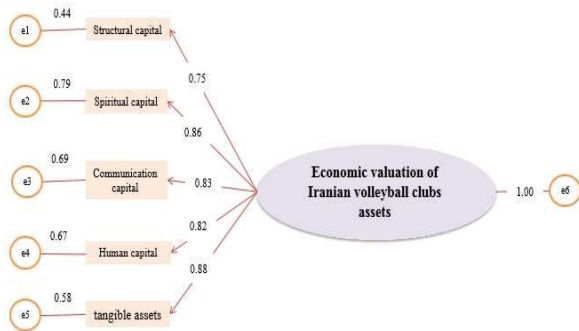 0.44
e1
Structural capital
0.75
0.79
e2
Spiritual capital
0.86
0.69
e3
Communication
capital
0.83
Economic valuation of
Iranian volleyball clubs
assets
1.00
e6
0.67
e4
Human capital
0.82
0.58
e5
tangible assets
0.88